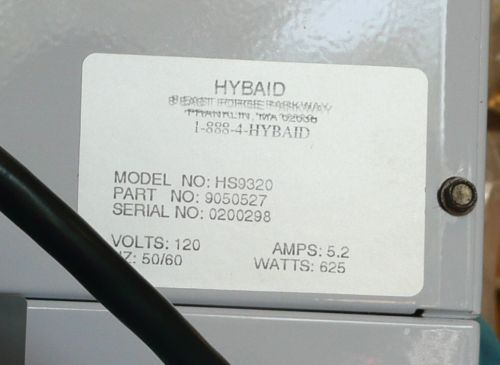 HYBAID
8 EAST FORGE PARKWAY
FRANKLIN, MA 02038
1-888-4-HYBAID
MODEL NO: HS9320
PART NO: 9050527
SERIAL NO: 0200298
VOLTS: 120 AMPS: 5.2
HZ: 50/60 WATTS: 625